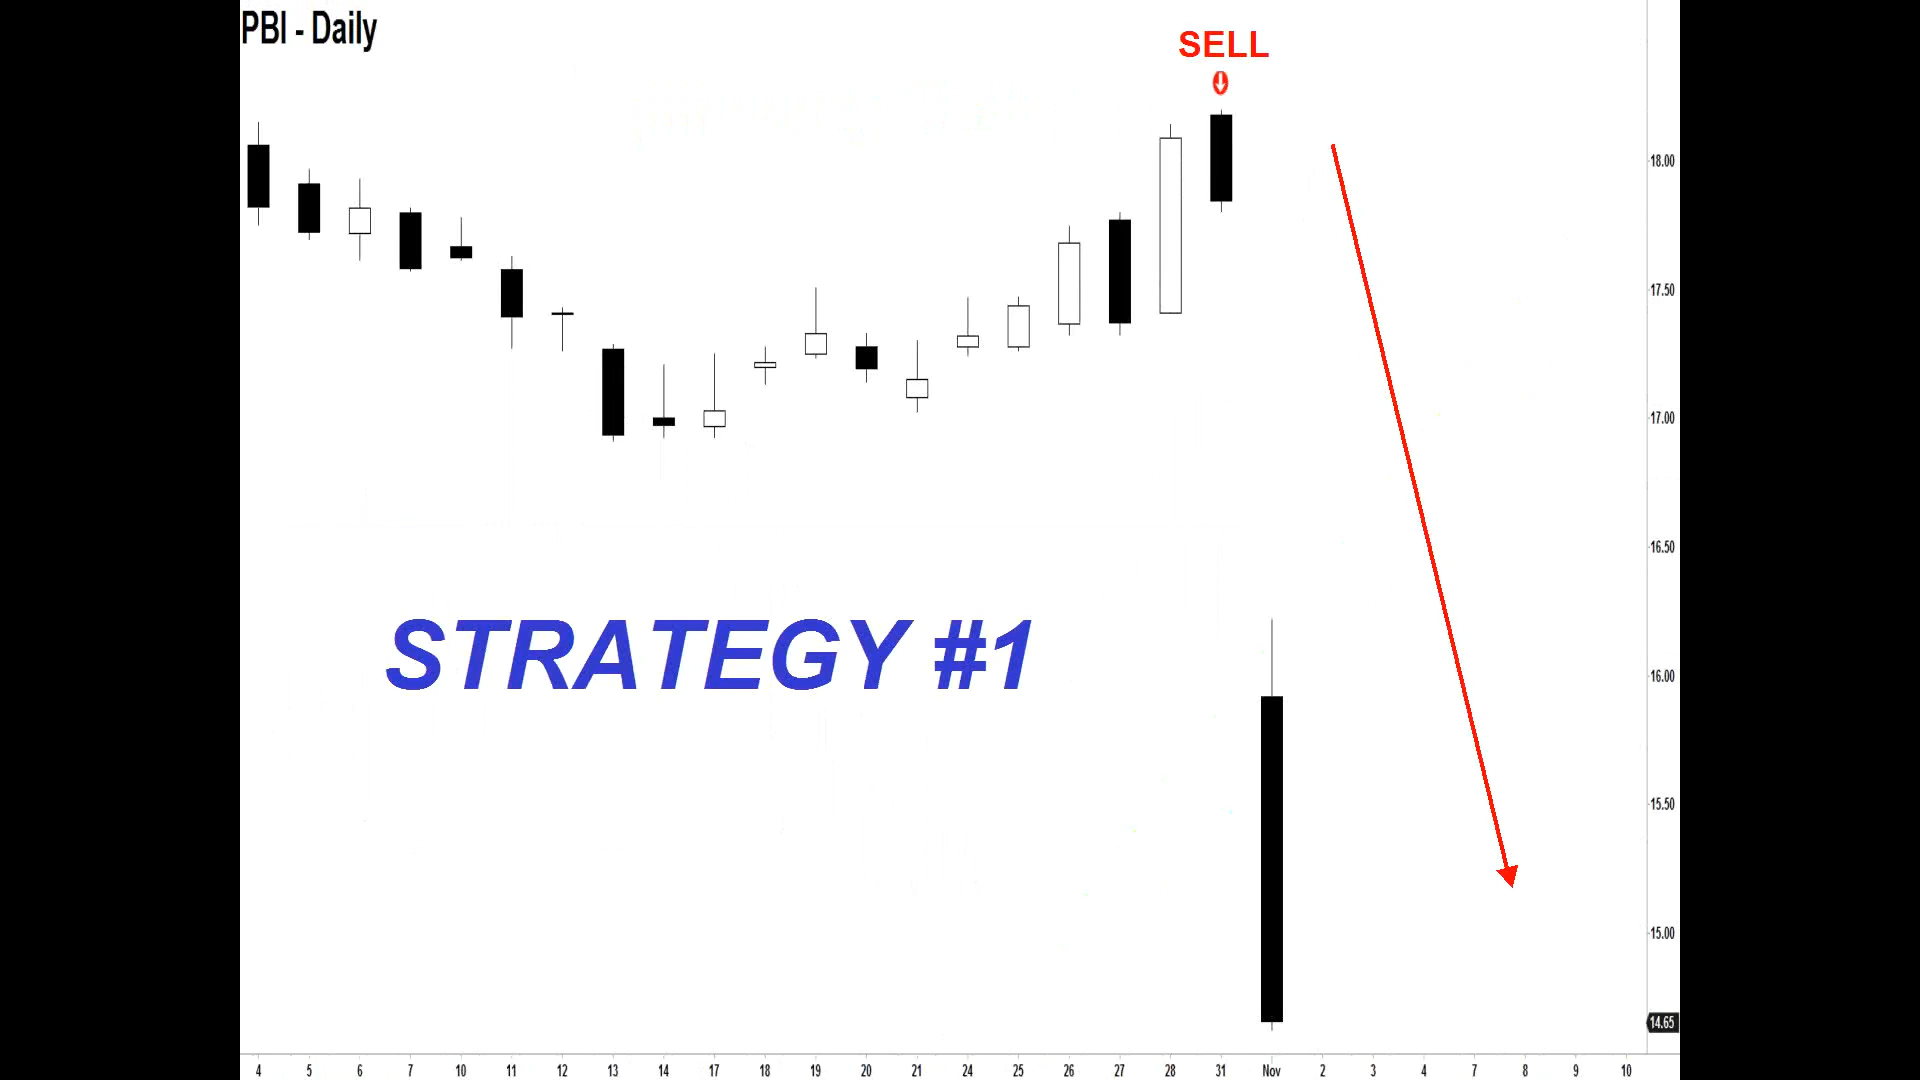 PBI - Daily
SELL
18.00
17.50
17.00
16.50
STRATEGY #1
16.00
15.50
15.00
14.65
4 5 6 7 10 11 12 13 14 17 18 19 20 21 24 25 26 27 28 31 Nov 2 3 4 7 8 9 10